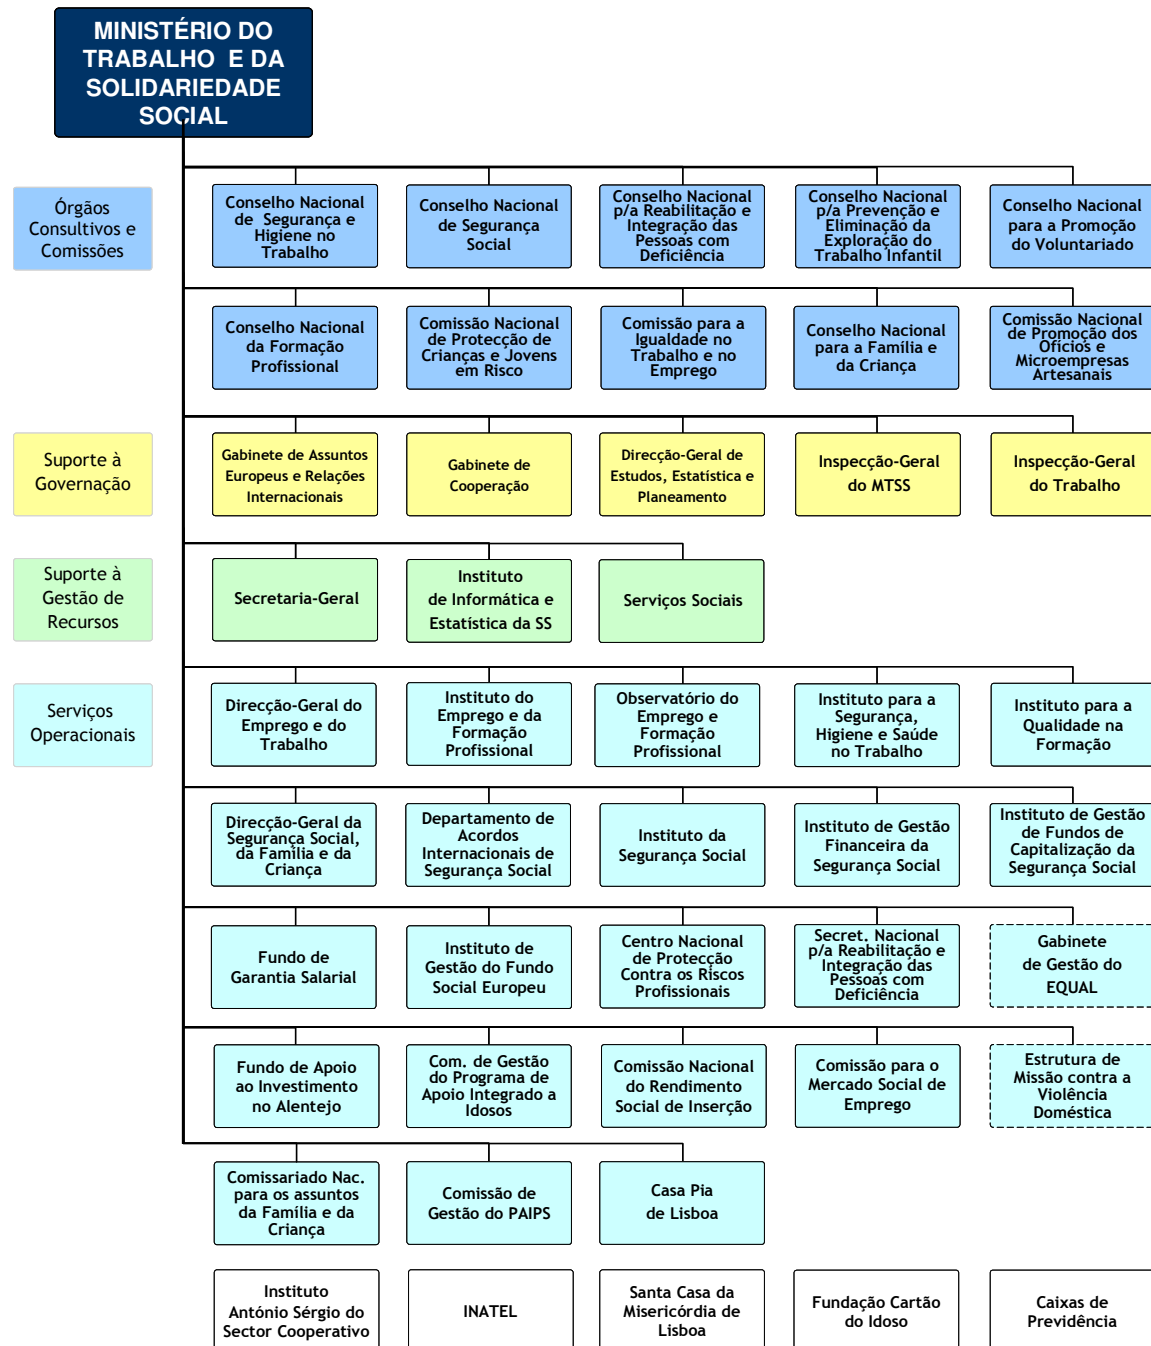 MINISTÉRIO DO
TRABALHO E DA
SOLIDARIEDADE
SOCIAL
Órgãos
Consultivos e
Comissões
Conselho Nacional
de Segurança e
Higiene no
Trabalho
Conselho Nacional
de Segurança
Social
Conselho Nacional
p/a Reabilitação e
Integração das
Pessoas com
Deficiência
Conselho Nacional
p/a Prevenção e
Eliminação da
Exploração do
Trabalho Infantil
Conselho Nacional
para a Promoção
do Voluntariado
Conselho Nacional
da Formação
Profissional
Comissão Nacional
de Protecção de
Crianças e Jovens
em Risco
Comissão para a
Igualdade no
Trabalho e no
Emprego
Conselho Nacional
para a Família e
da Criança
Comissão Nacional
de Promoção dos
Ofícios e
Microempresas
Artesanais
Suporte à
Governação
Gabinete de Assuntos
Europeus e Relações
Internacionais
Gabinete de
Cooperação
Direcção-Geral de
Estudos, Estatística e
Planeamento
Inspecção-Geral
do MTSS
Inspecção-Geral
do Trabalho
Suporte à
Gestão de
Recursos
Secretaria-Geral
Instituto
de Informática e
Estatística da SS
Serviços Sociais
Serviços
Operacionais
Direcção-Geral do
Emprego e do
Trabalho
Instituto do
Emprego e da
Formação
Profissional
Observatório do
Emprego e
Formação
Profissional
Instituto para a
Segurança,
Higiene e Saúde
no Trabalho
Instituto para a
Qualidade na
Formação
Direcção-Geral da
Segurança Social,
da Família e da
Criança
Departamento de
Acordos
Internacionais de
Segurança Social
Instituto da
Segurança Social
Instituto de Gestão
Financeira da
Segurança Social
Instituto de Gestão
de Fundos de
Capitalização da
Segurança Social
Fundo de
Garantia Salarial
Instituto de
Gestão do Fundo
Social Europeu
Centro Nacional
de Protecção
Contra os Riscos
Profissionais
Secret. Nacional
p/a Reabilitação e
Integração das
Pessoas com
Deficiência
Gabinete
de Gestão do
EQUAL
Fundo de Apoio
ao Investimento
no Alentejo
Com. de Gestão
do Programa de
Apoio Integrado a
Idosos
Comissão Nacional
do Rendimento
Social de Inserção
Comissão para o
Mercado Social de
Emprego
Estrutura de
Missão contra a
Violência
Doméstica
Comissariado Nac.
para os assuntos
da Família e da
Criança
Comissão de
Gestão do PAIPS
Casa Pia
de Lisboa
Instituto
António Sérgio do
Sector Cooperativo
INATEL
Santa Casa da
Misericórdia de
Lisboa
Fundação Cartão
do Idoso
Caixas de
Previdência